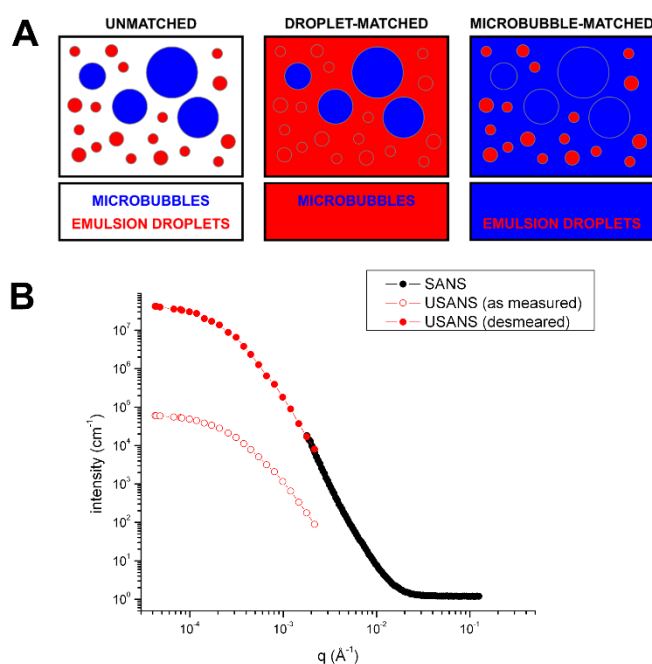 A
UNMATCHED DROPLET-MATCHED MICROBUBBLE-MATCHED
MICROBUBBLES
EMULSION DROPLETS
MICROBUBBLES
EMULSION DROPLETS
B
SANS
USANS (as measured)
USANS (desmeared)
intensity (cm⁻¹)
10⁷
10⁶
10⁵
10⁴
10³
10²
10¹
10⁰
10⁻⁴ 10⁻³ 10⁻² 10⁻¹
q (Å⁻¹)